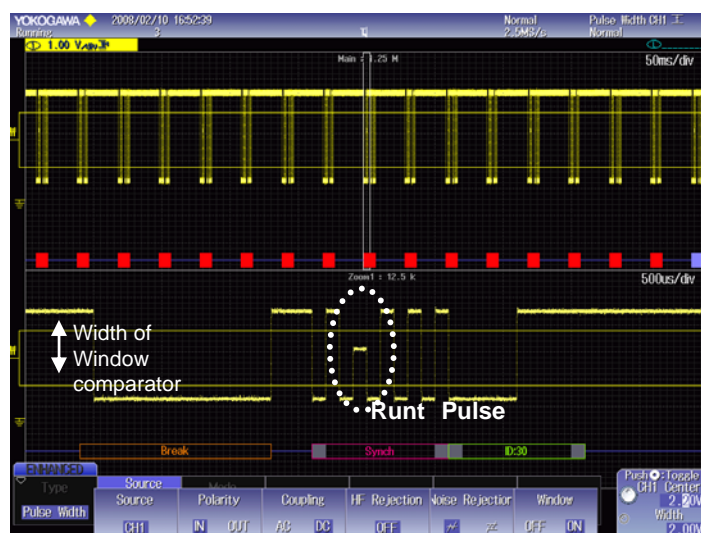 YOKOGAWA 2008/02/10 16:52:39 Normal Pulse Width CH1
Running 3 2.5MS/s Normal
1.00 V
Main : 1.25 M 50ms/div
Zoom1 : 12.5 k 500us/div
Width of
Window
comparator
Runt Pulse
Break Synch ID:30
ENHANCED
Type
Pulse Width
Source Mode
Source Polarity Coupling HF Rejection Noise Rejection Window
CH1 IN OUT AC DC OFF OFF ON
Push :Toggle
CH1 Center
2.20V
Width
2.00V